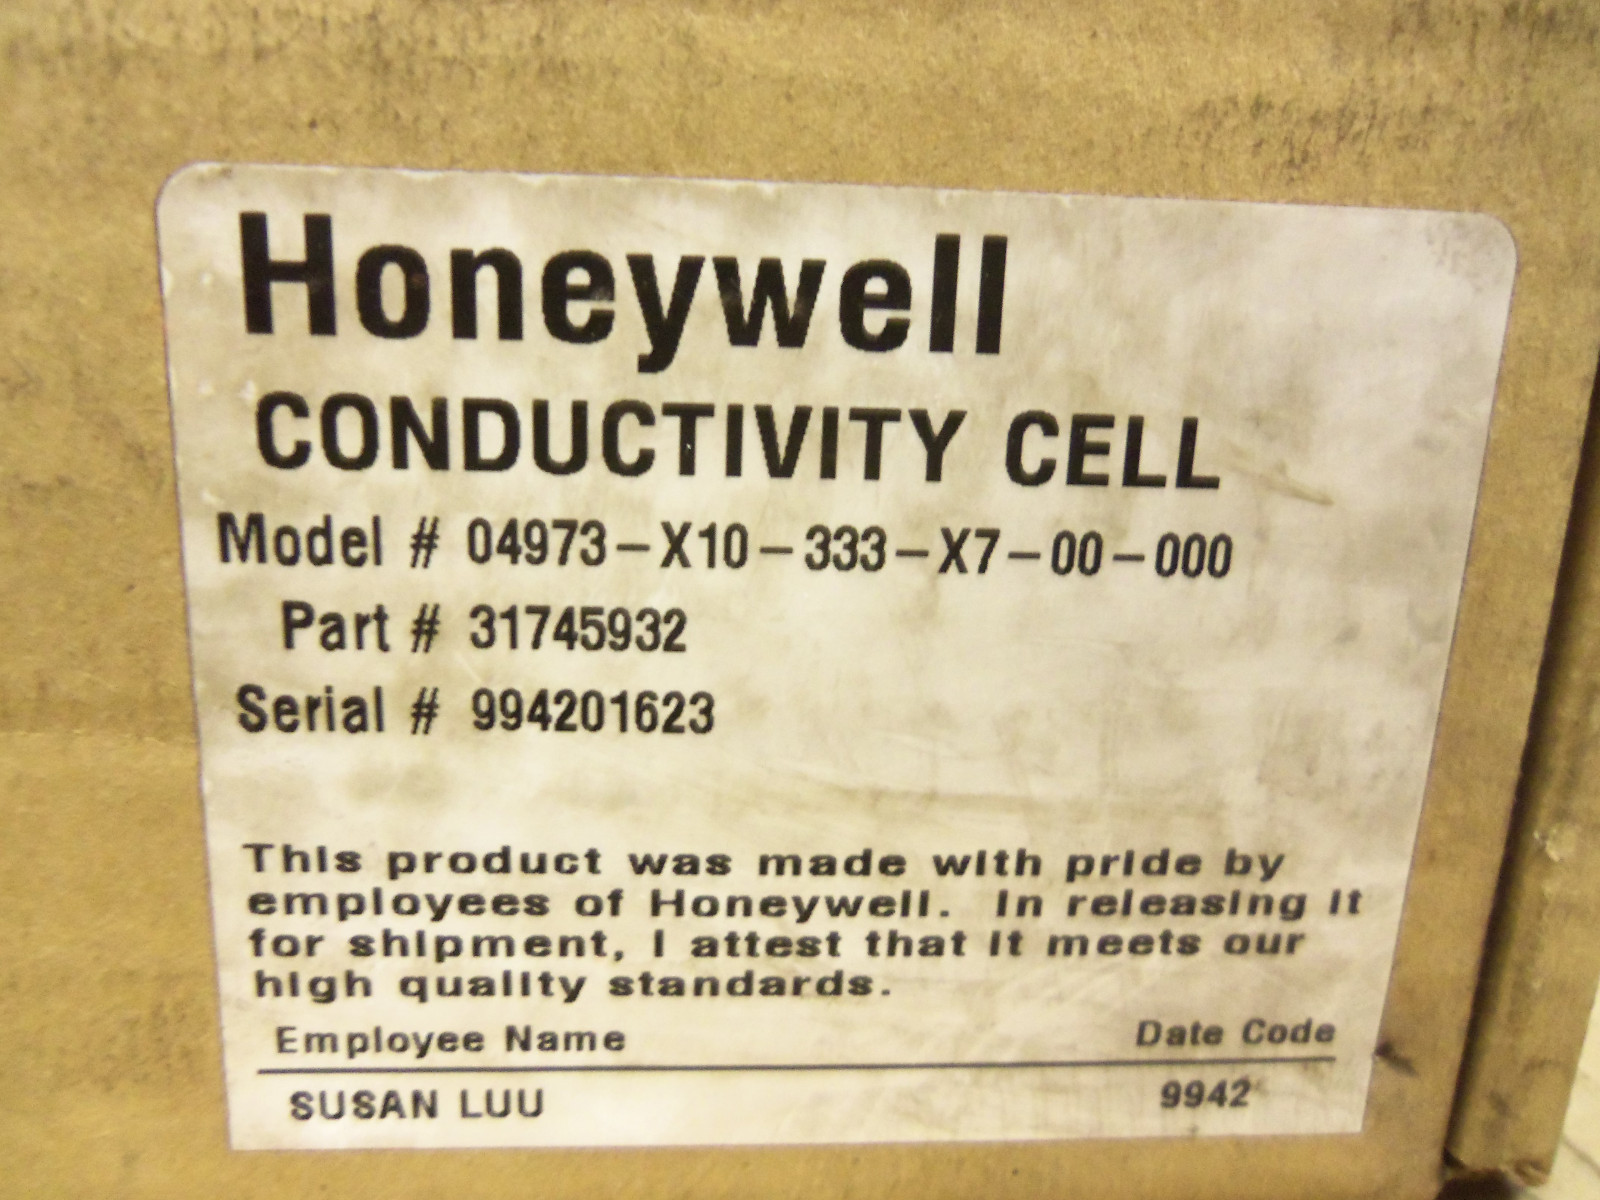 Honeywell
CONDUCTIVITY CELL
Model # 04973-X10-333-X7-00-000
Part # 31745932
Serial # 994201623
This product was made with pride by
employees of Honeywell. In releasing it
for shipment, I attest that it meets our
high quality standards.
Employee Name Date Code
SUSAN LUU 9942